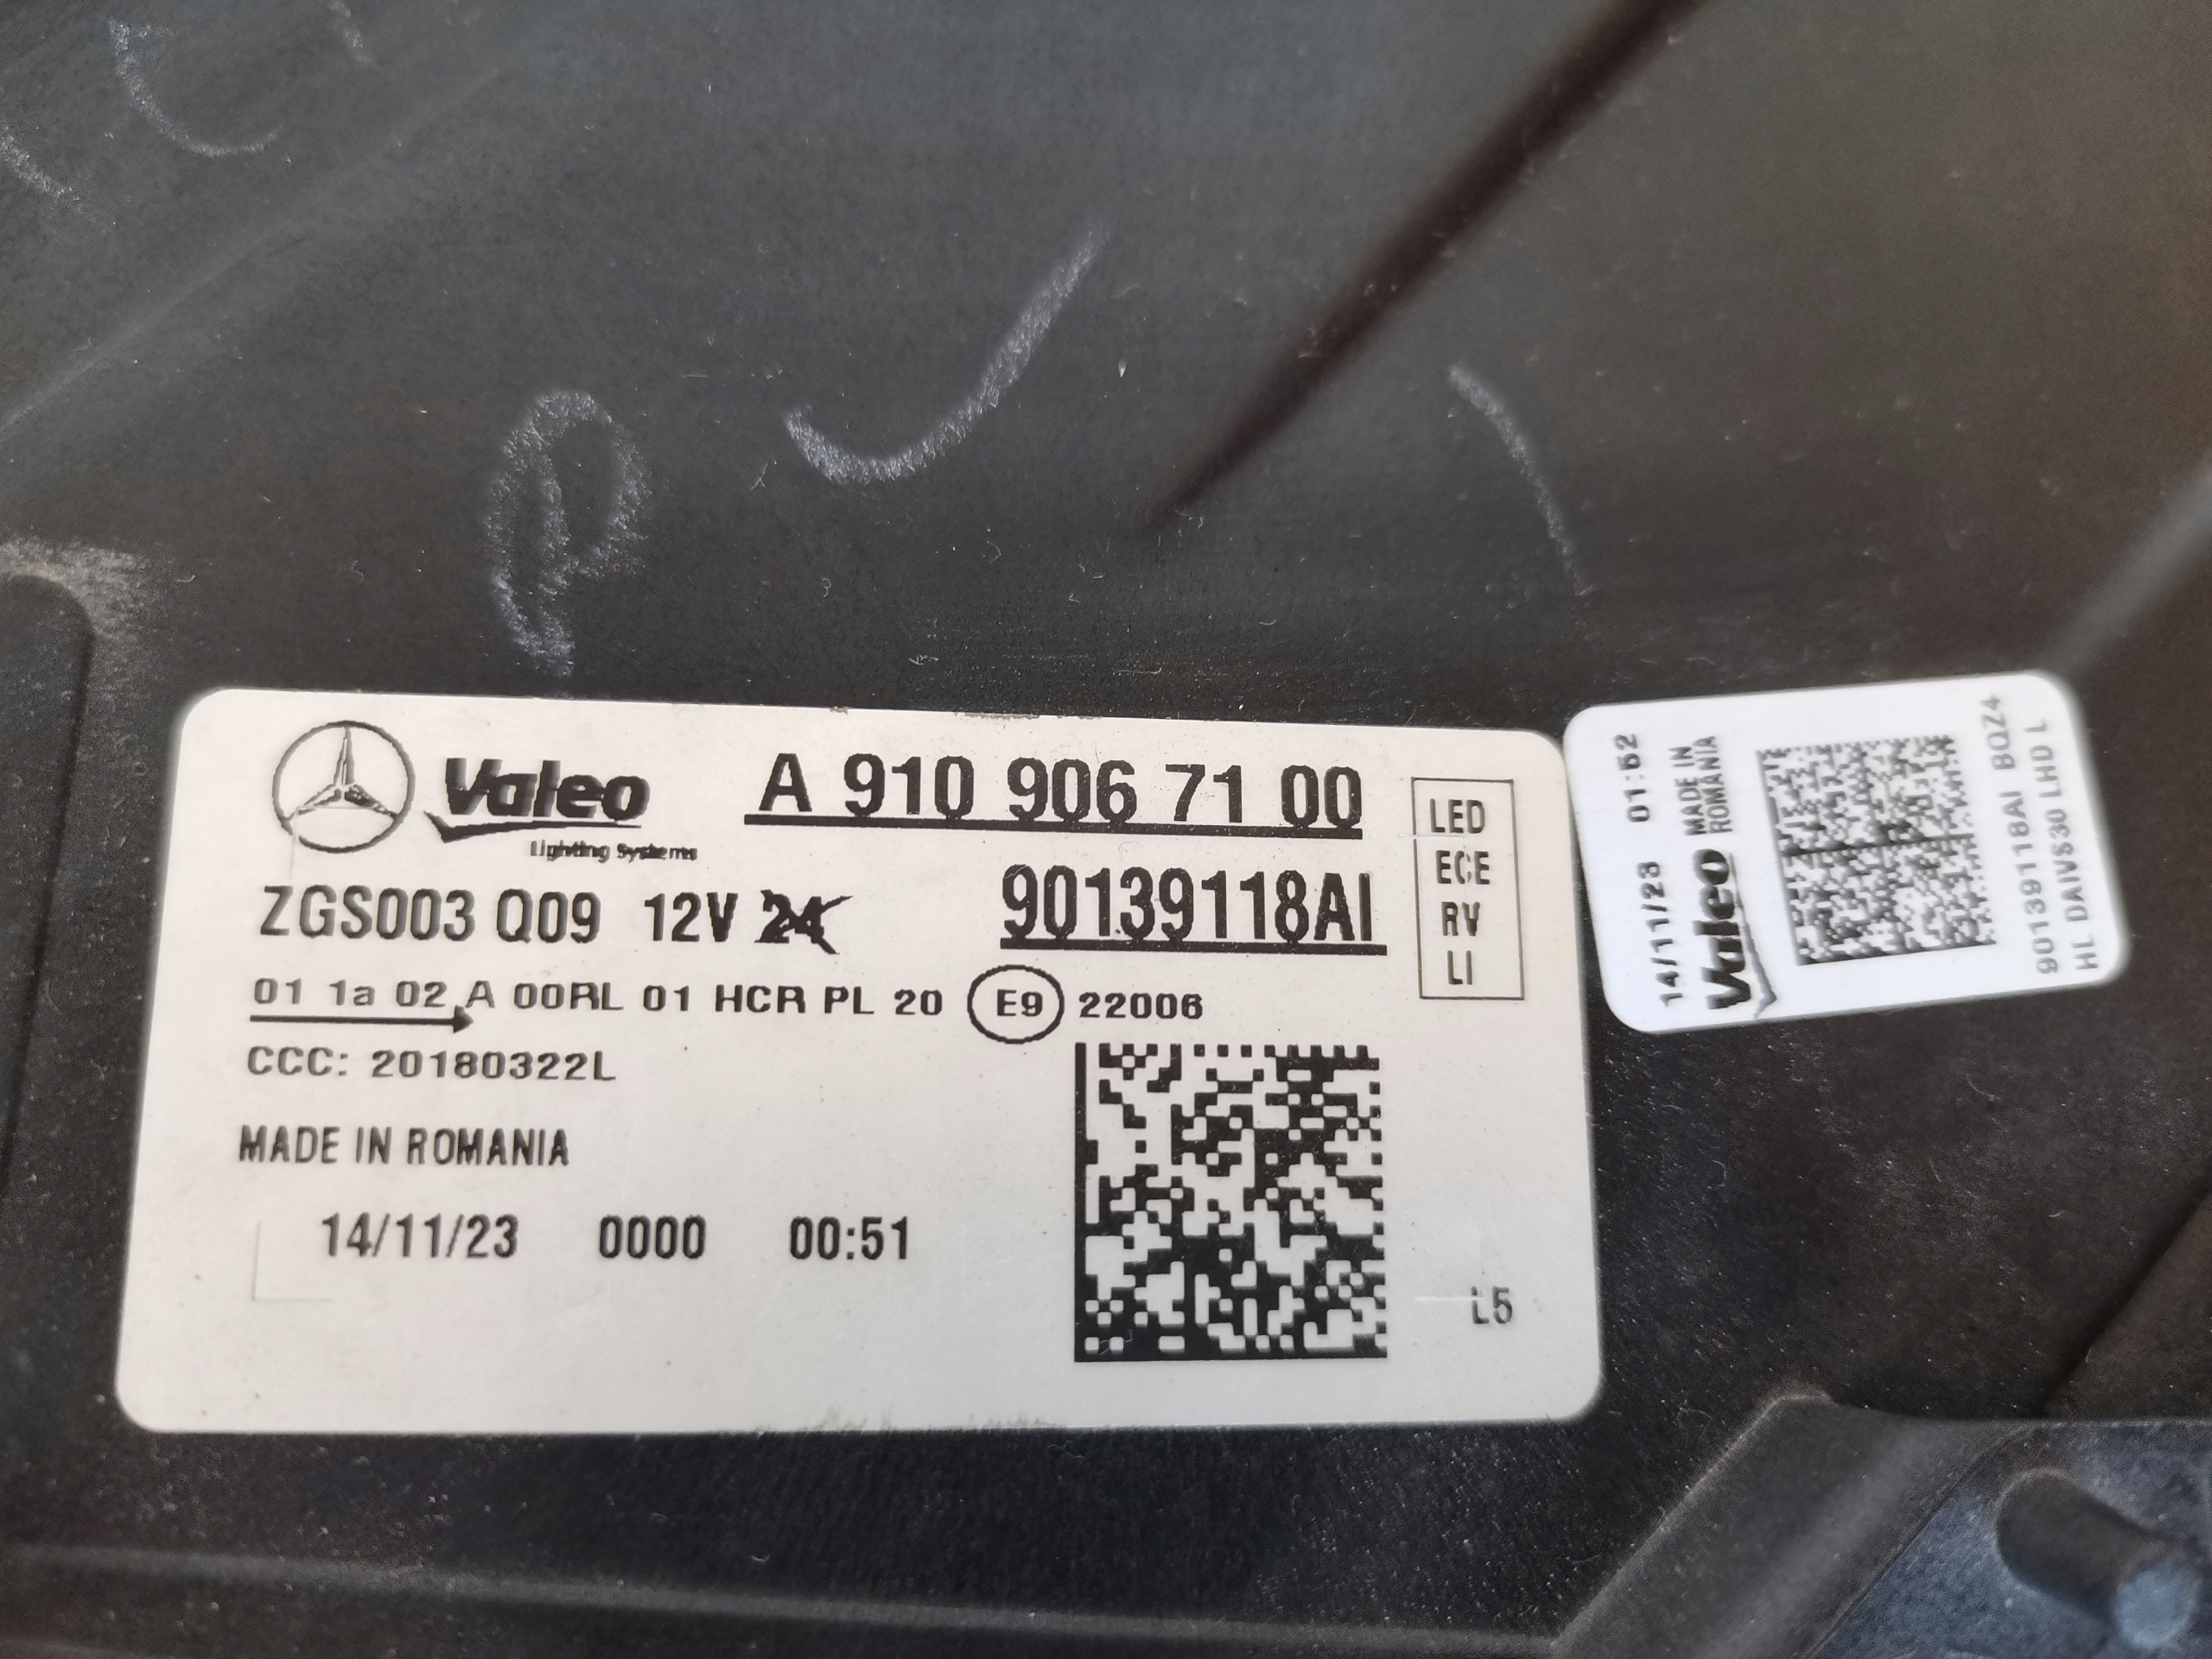 Valeo
Lighting Systems
A 910 906 71 00
ZGS003 Q09 12V 24
90139118AI
LED
ECE
RV
LI
01 1a 02 A 00RL 01 HCR PL 20 E9 22006
CCC: 20180322L
MADE IN ROMANIA
14/11/23 0000 00:51
L5
14/11/23 01:52
Valeo MADE IN
ROMANIA
90139118AI BQZ4
HL DAIVS30 LHD L